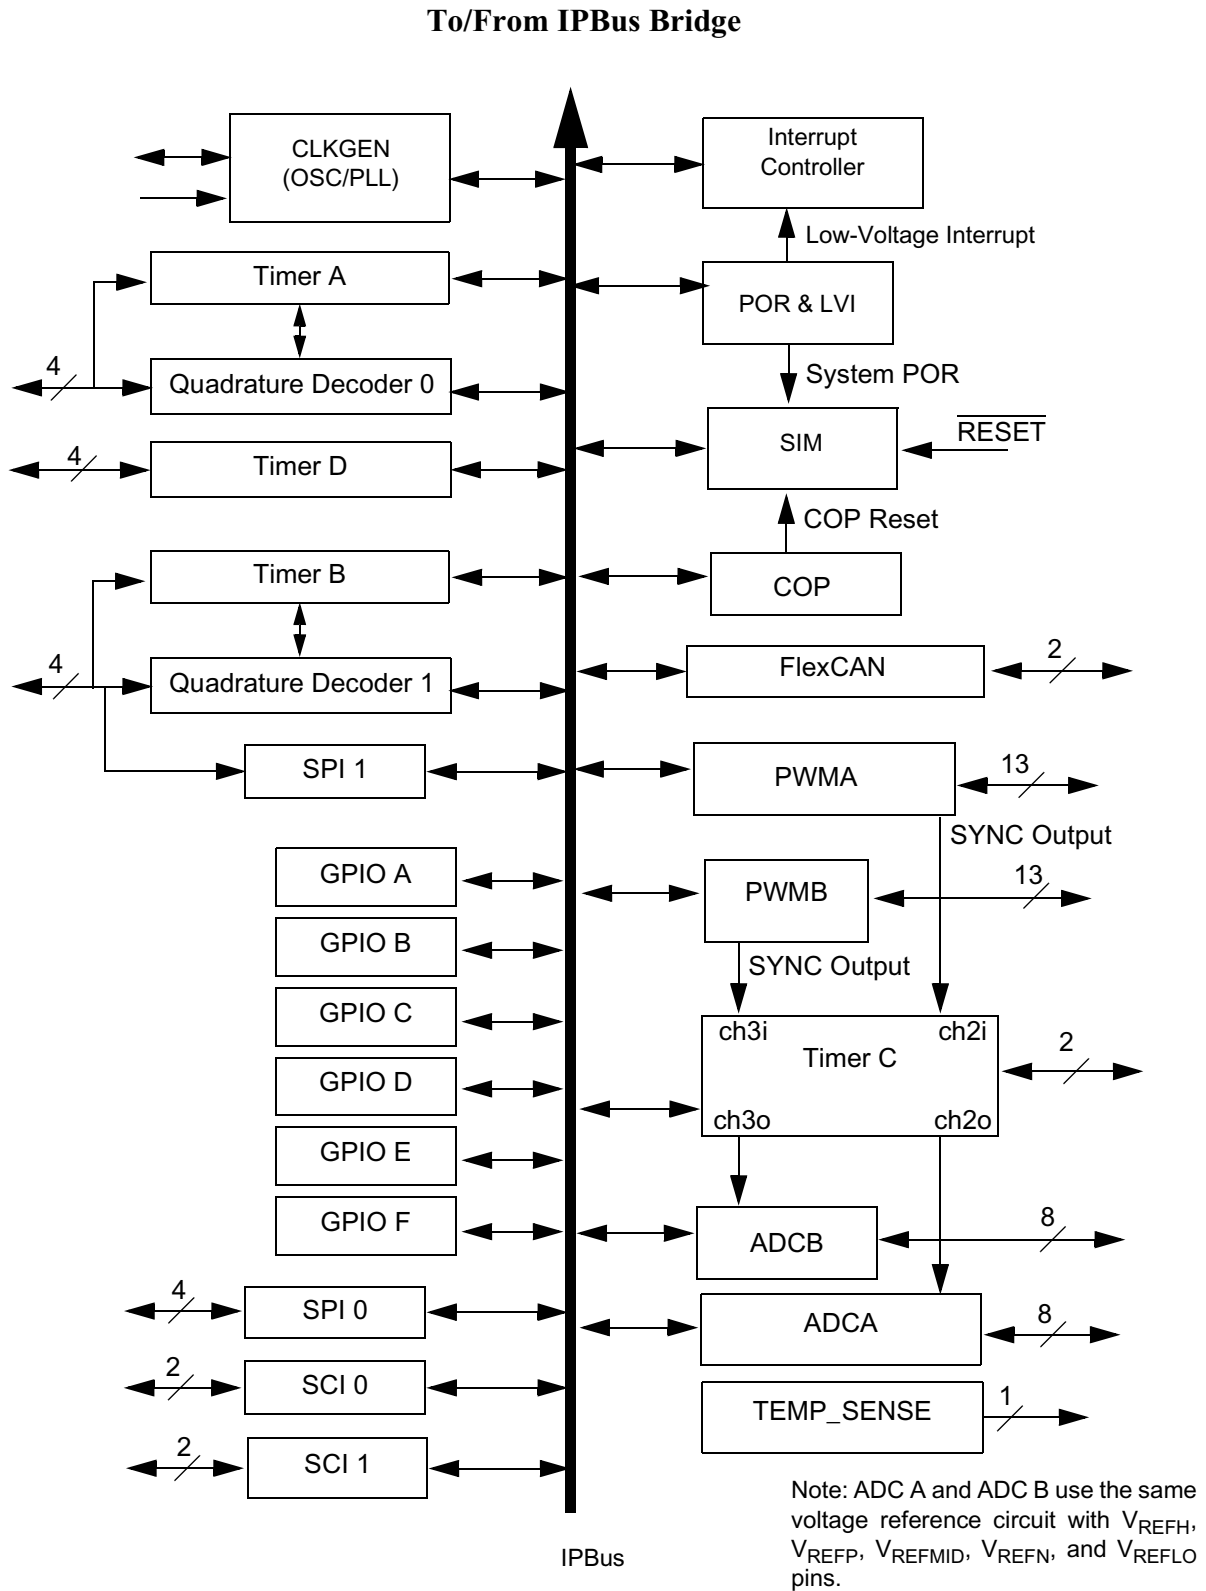 To/From IPBus Bridge
CLKGEN
(OSC/PLL)
Interrupt
Controller
Low-Voltage Interrupt
Timer A
POR & LVI
4
Quadrature Decoder 0
System POR
4
Timer D
SIM
RESET
COP Reset
Timer B
COP
4
Quadrature Decoder 1
FlexCAN
2
SPI 1
PWMA
13
SYNC Output
GPIO A
PWMB
13
GPIO B
SYNC Output
GPIO C
ch3i
ch2i
Timer C
2
GPIO D
ch3o
ch2o
GPIO E
GPIO F
ADCB
8
4
SPI 0
ADCA
8
2
SCI 0
TEMP_SENSE
1
2
SCI 1
Note: ADC A and ADC B use the same
voltage reference circuit with VREFH,
VREFP, VREFMID, VREFN, and VREFLO
pins.
IPBus